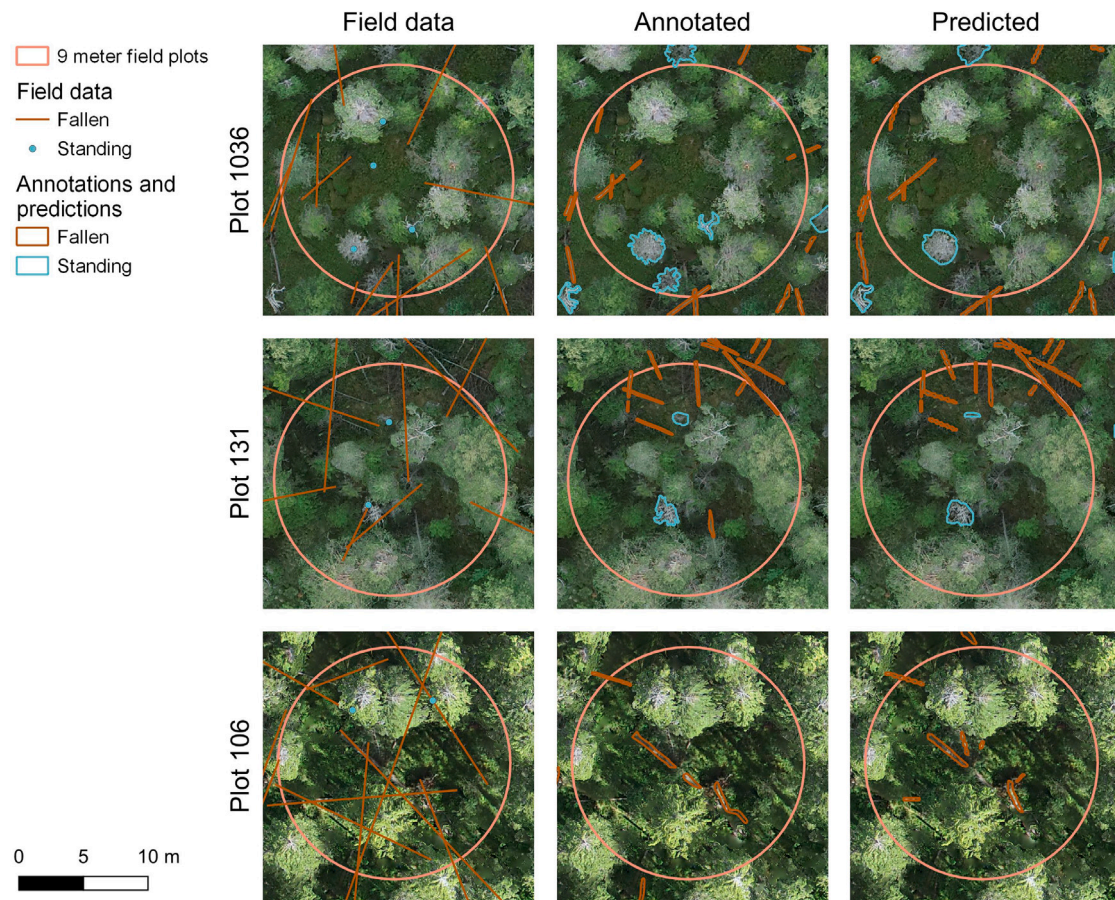 Field data
Annotated
Predicted
9 meter field plots
Field data
Fallen
Standing
Annotations and
predictions
Fallen
Standing
Plot 1036
Plot 131
Plot 106
0 5 10 m